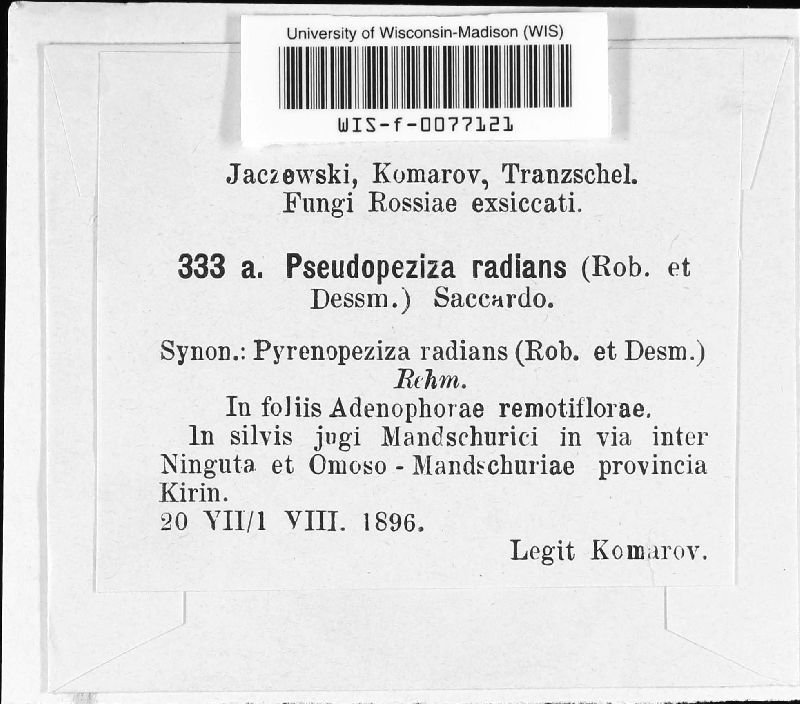 University of Wisconsin-Madison (WIS)
WIS-f-0077121
Jaczewski, Komarov, Tranzschel.
Fungi Rossiae exsiccati.
333 a. Pseudopeziza radians (Rob. et
Dessm.) Saccardo.
Synon.: Pyrenopeziza radians (Rob. et Desm.)
Rehm.
In foliis Adenophorae remotiflorae.
In silvis jugi Mandschurici in via inter
Ninguta et Omoso - Mandschuriae provincia
Kirin.
20 VII/1 VIII. 1896.
Legit Komarov.